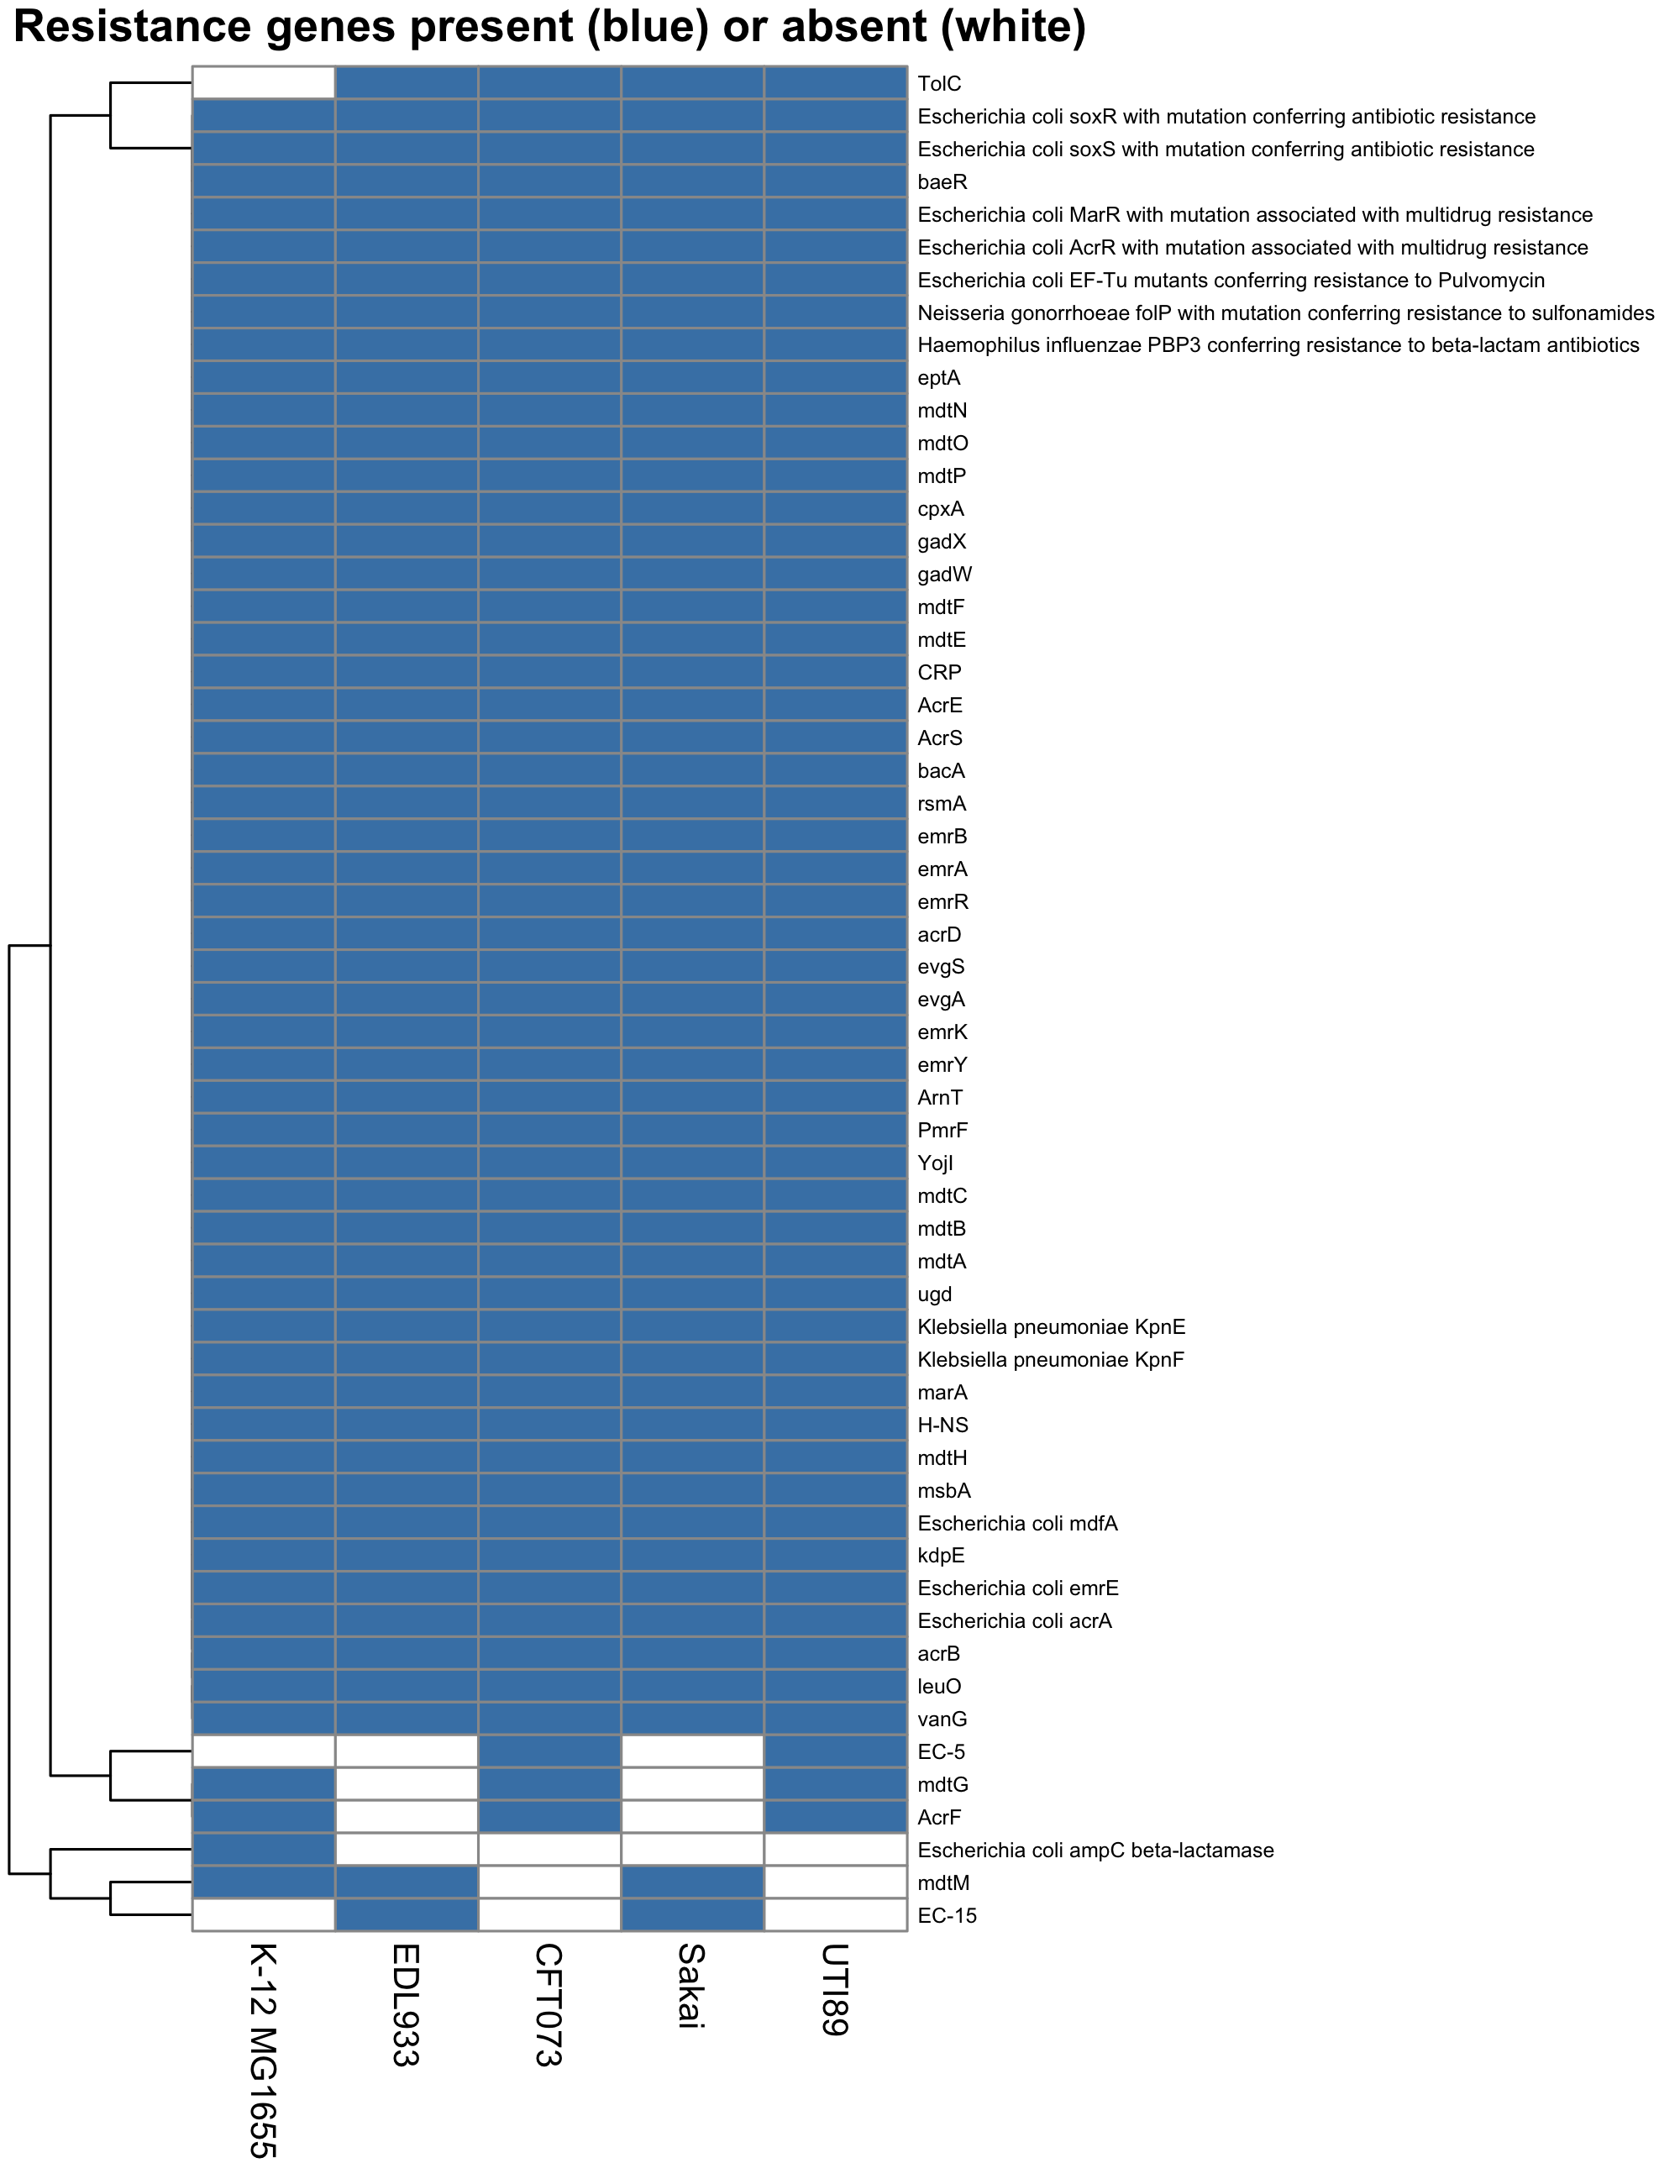 Resistance genes present (blue) or absent (white)
TolC
Escherichia coli soxR with mutation conferring antibiotic resistance
Escherichia coli soxS with mutation conferring antibiotic resistance
baeR
Escherichia coli MarR with mutation associated with multidrug resistance
Escherichia coli AcrR with mutation associated with multidrug resistance
Escherichia coli EF-Tu mutants conferring resistance to Pulvomycin
Neisseria gonorrhoeae folP with mutation conferring resistance to sulfonamides
Haemophilus influenzae PBP3 conferring resistance to beta-lactam antibiotics
eptA
mdtN
mdtO
mdtP
cpxA
gadX
gadW
mdtF
mdtE
CRP
AcrE
AcrS
bacA
rsmA
emrB
emrA
emrR
acrD
evgS
evgA
emrK
emrY
ArnT
PmrF
YojI
mdtC
mdtB
mdtA
ugd
Klebsiella pneumoniae KpnE
Klebsiella pneumoniae KpnF
marA
H-NS
mdtH
msbA
Escherichia coli mdfA
kdpE
Escherichia coli emrE
Escherichia coli acrA
acrB
leuO
vanG
EC-5
mdtG
AcrF
Escherichia coli ampC beta-lactamase
mdtM
EC-15
K-12 MG1655
EDL933
CFT073
Sakai
UTI89